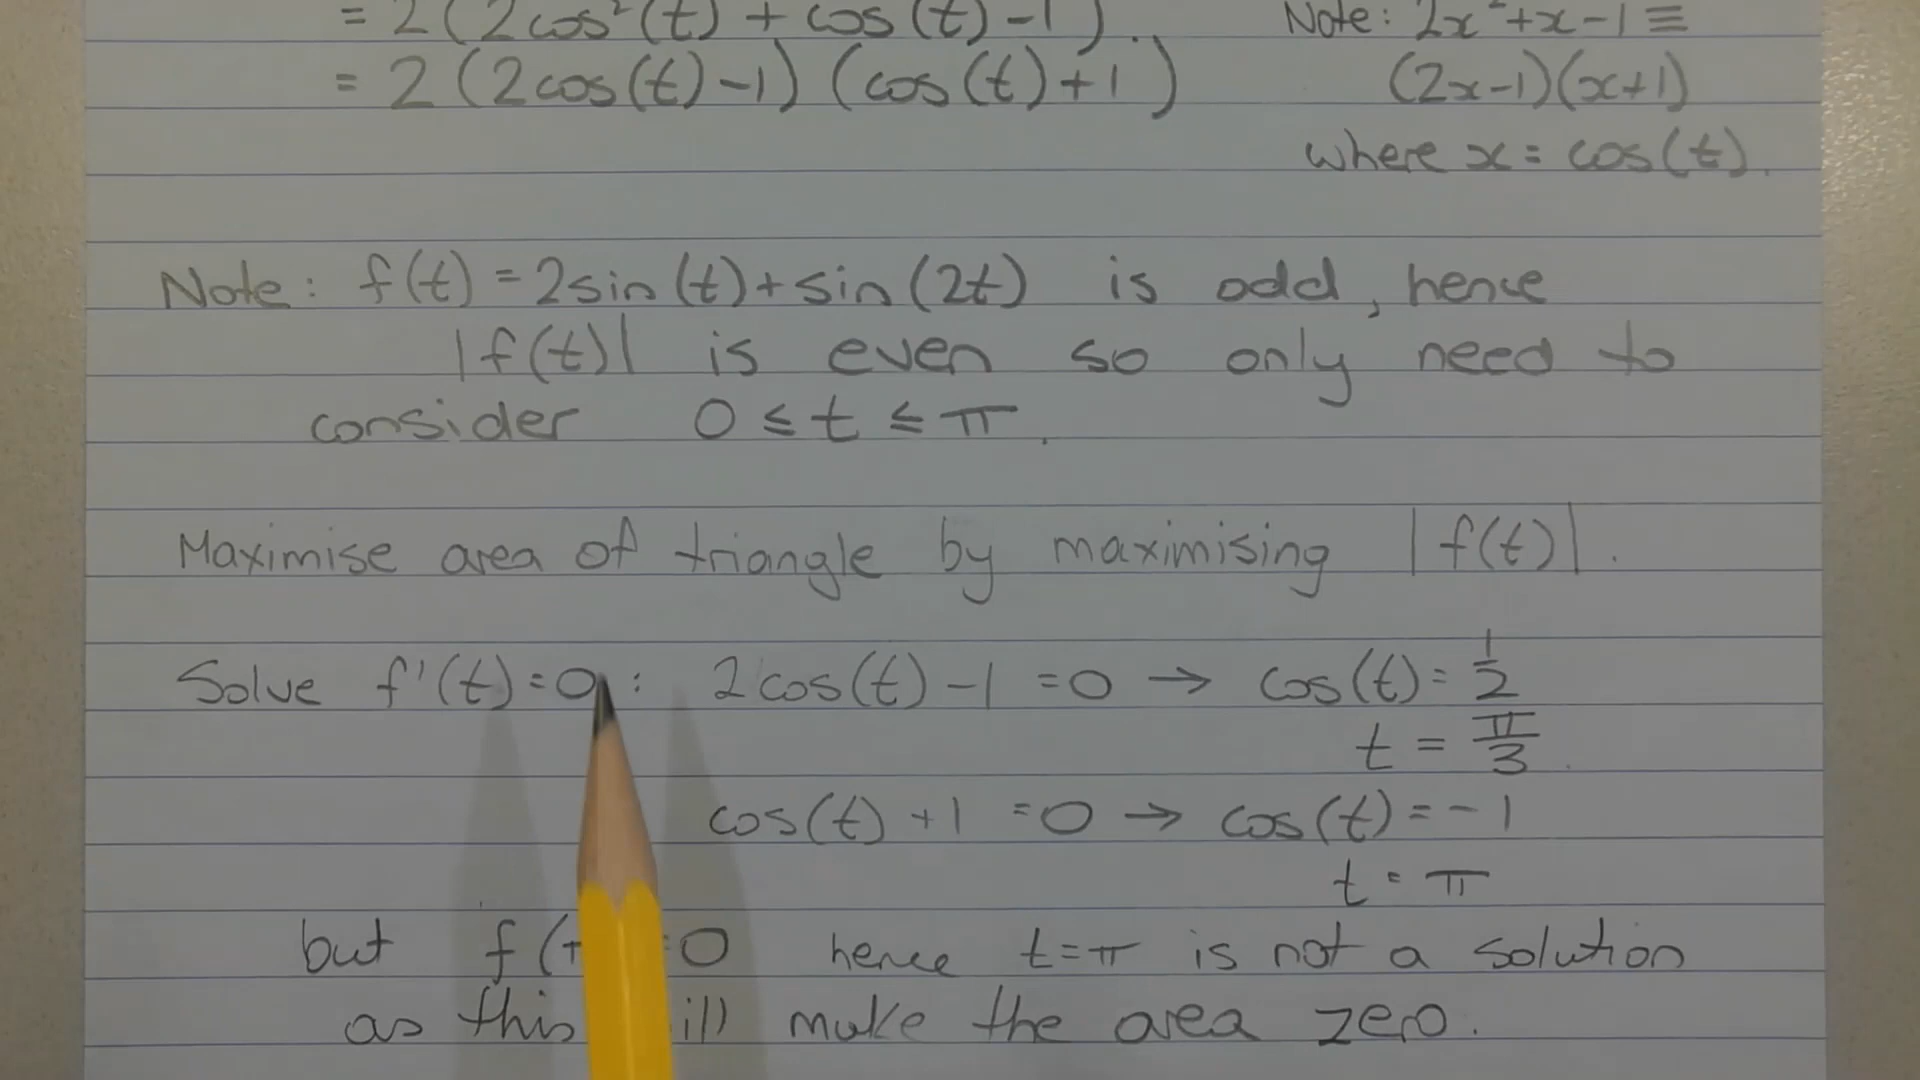 = 2(2cos²(t) + cos(t) -1). Note: 2x²+x-1 ≡
= 2(2cos(t)-1)(cos(t)+1) (2x-1)(x+1)
where x = cos(t).
Note: f(t) = 2sin(t)+sin(2t) is odd, hence
|f(t)| is even so only need to
consider 0 ≤ t ≤ π.
Maximise area of triangle by maximising |f(t)|.
Solve f'(t)=0: 2cos(t)-1 =0 → cos(t) = 1/2
t = π/3.
cos(t) +1 =0 → cos(t) = -1
t = π
but f( =0 hence t=π is not a solution
as this ill make the area zero.